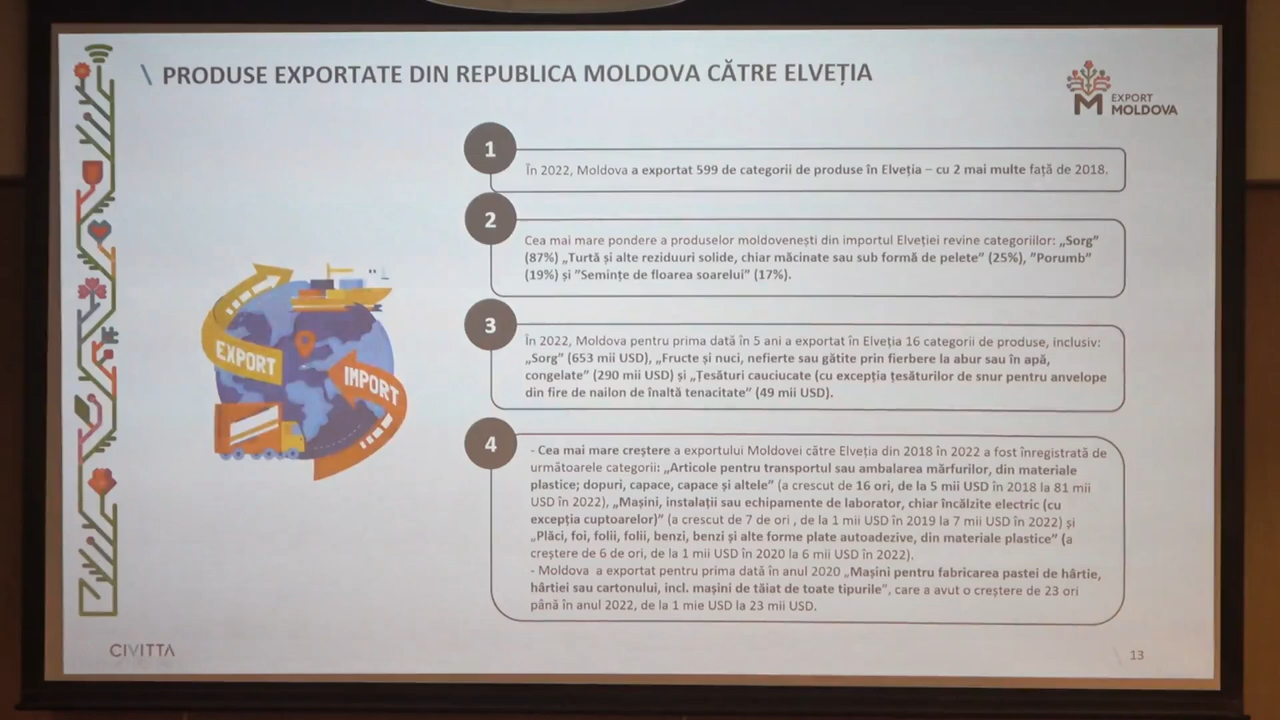 \ PRODUSE EXPORTATE DIN REPUBLICA MOLDOVA CĂTRE ELVEȚIA
EXPORT
MOLDOVA
1
În 2022, Moldova a exportat 599 de categorii de produse în Elveția – cu 2 mai multe față de 2018.
2
Cea mai mare pondere a produselor moldovenești din importul Elveției revine categoriilor: „Sorg”
(87%) „Turtă și alte reziduuri solide, chiar măcinate sau sub formă de pelete” (25%), ”Porumb”
(19%) și ”Semințe de floarea soarelui” (17%).
3
În 2022, Moldova pentru prima dată în 5 ani a exportat în Elveția 16 categorii de produse, inclusiv:
„Sorg” (653 mii USD), „Fructe și nuci, nefierte sau gătite prin fierbere la abur sau în apă,
congelate” (290 mii USD) și „Țesături cauciucate (cu excepția țesăturilor de snur pentru anvelope
din fire de nailon de înaltă tenacitate” (49 mii USD).
EXPORT
IMPORT
4
- Cea mai mare creștere a exportului Moldovei către Elveția din 2018 în 2022 a fost înregistrată de
următoarele categorii: „Articole pentru transportul sau ambalarea mărfurilor, din materiale
plastice; dopuri, capace, capace și altele” (a crescut de 16 ori, de la 5 mii USD în 2018 la 81 mii
USD în 2022), „Mașini, instalații sau echipamente de laborator, chiar încălzite electric (cu
excepția cuptoarelor)” (a crescut de 7 de ori , de la 1 mii USD în 2019 la 7 mii USD în 2022) și
„Plăci, foi, folii, folii, benzi, benzi și alte forme plate autoadezive, din materiale plastice” (a
creștere de 6 de ori, de la 1 mii USD în 2020 la 6 mii USD în 2022).
- Moldova a exportat pentru prima dată în anul 2020 „Mașini pentru fabricarea pastei de hârtie,
hârtiei sau cartonului, incl. mașini de tăiat de toate tipurile”, care a avut o creștere de 23 ori
până în anul 2022, de la 1 mie USD la 23 mii USD.
CIVITTA
13